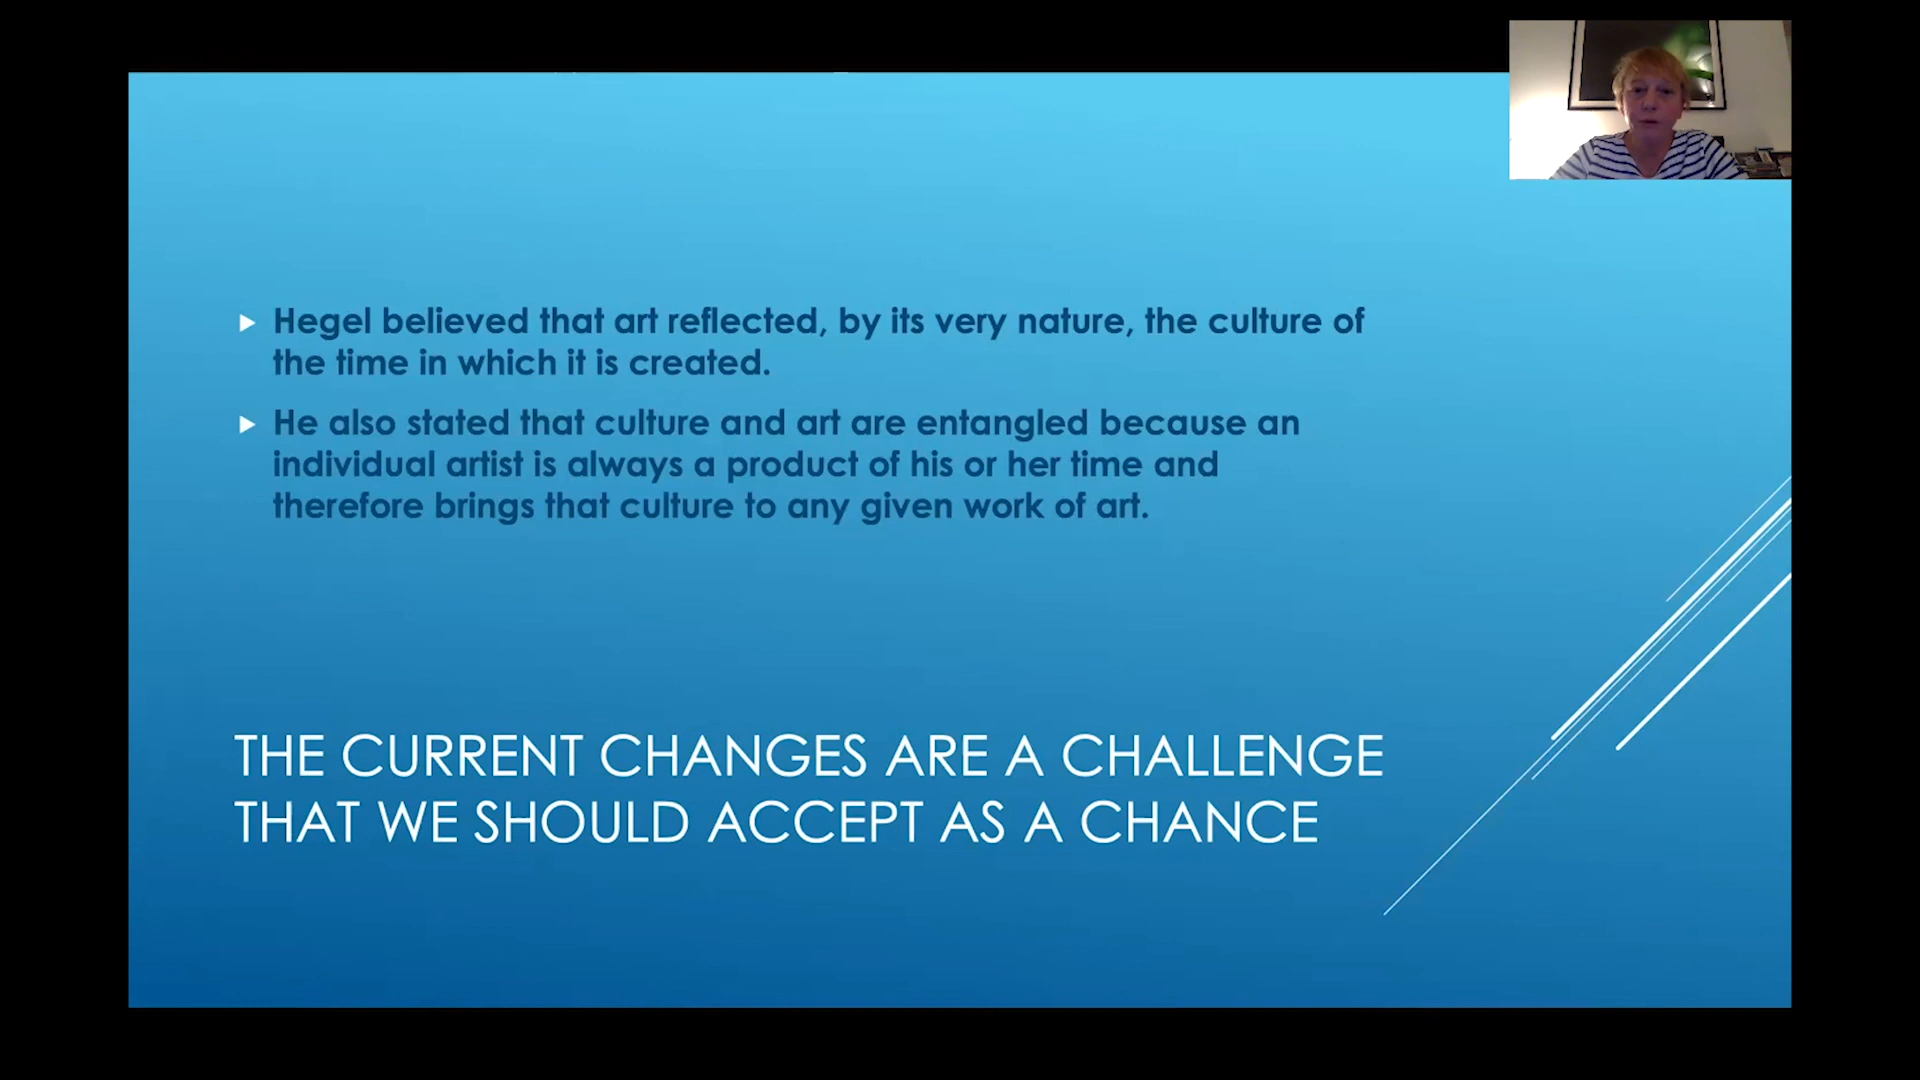 Hegel believed that art reflected, by its very nature, the culture of
the time in which it is created.
He also stated that culture and art are entangled because an
individual artist is always a product of his or her time and
therefore brings that culture to any given work of art.
THE CURRENT CHANGES ARE A CHALLENGE
THAT WE SHOULD ACCEPT AS A CHANCE